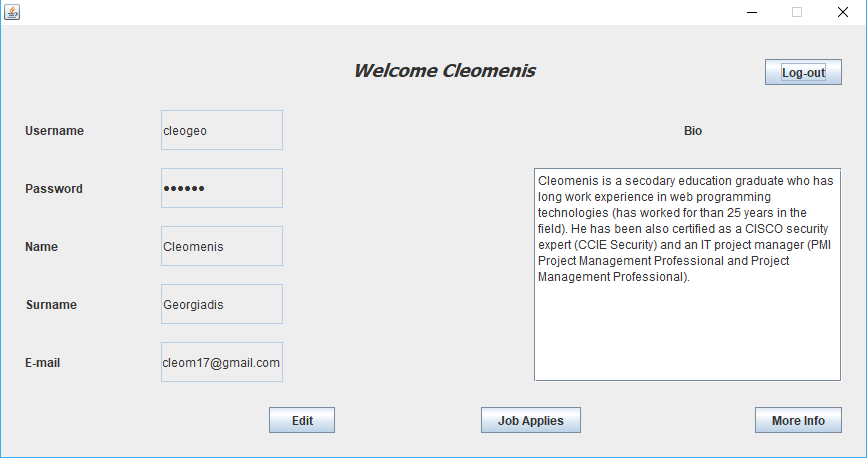 Welcome Cleomenis
Log-out
Username
cleogeo
Bio
Password
••••••
Cleomenis is a secodary education graduate who has
long work experience in web programming
technologies (has worked for than 25 years in the
field). He has been also certified as a CISCO security
expert (CCIE Security) and an IT project manager (PMI
Project Management Professional and Project
Management Professional).
Name
Cleomenis
Surname
Georgiadis
E-mail
cleom17@gmail.com
Edit
Job Applies
More Info